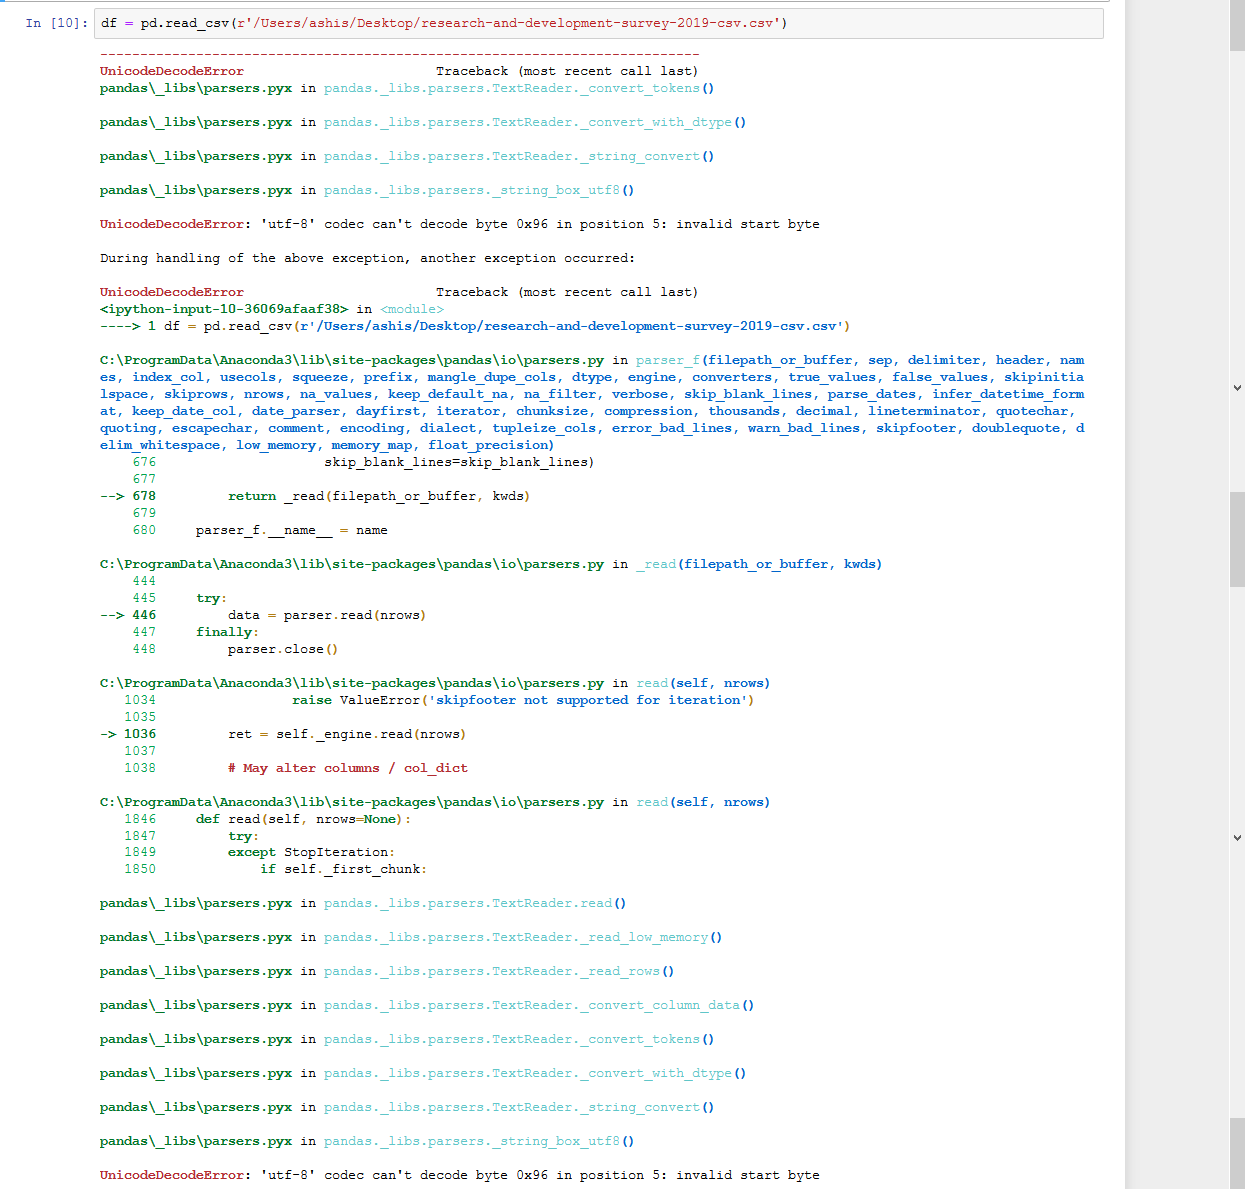 In [10]: df = pd.read_csv(r'/Users/ashis/Desktop/research-and-development-survey-2019-csv.csv')
---------------------------------------------------------------------------
UnicodeDecodeError                        Traceback (most recent call last)
pandas\_libs\parsers.pyx in pandas._libs.parsers.TextReader._convert_tokens()
pandas\_libs\parsers.pyx in pandas._libs.parsers.TextReader._convert_with_dtype()
pandas\_libs\parsers.pyx in pandas._libs.parsers.TextReader._string_convert()
pandas\_libs\parsers.pyx in pandas._libs.parsers._string_box_utf8()
UnicodeDecodeError: 'utf-8' codec can't decode byte 0x96 in position 5: invalid start byte
During handling of the above exception, another exception occurred:
UnicodeDecodeError                        Traceback (most recent call last)
<ipython-input-10-36069afaaf38> in <module>
----> 1 df = pd.read_csv(r'/Users/ashis/Desktop/research-and-development-survey-2019-csv.csv')
C:\ProgramData\Anaconda3\lib\site-packages\pandas\io\parsers.py in parser_f(filepath_or_buffer, sep, delimiter, header, nam
es, index_col, usecols, squeeze, prefix, mangle_dupe_cols, dtype, engine, converters, true_values, false_values, skipinitia
lspace, skiprows, nrows, na_values, keep_default_na, na_filter, verbose, skip_blank_lines, parse_dates, infer_datetime_form
at, keep_date_col, date_parser, dayfirst, iterator, chunksize, compression, thousands, decimal, lineterminator, quotechar,
quoting, escapechar, comment, encoding, dialect, tupleize_cols, error_bad_lines, warn_bad_lines, skipfooter, doublequote, d
elim_whitespace, low_memory, memory_map, float_precision)
    676                     skip_blank_lines=skip_blank_lines)
    677
--> 678         return _read(filepath_or_buffer, kwds)
    679
    680     parser_f.__name__ = name
C:\ProgramData\Anaconda3\lib\site-packages\pandas\io\parsers.py in _read(filepath_or_buffer, kwds)
    444
    445     try:
--> 446         data = parser.read(nrows)
    447     finally:
    448         parser.close()
C:\ProgramData\Anaconda3\lib\site-packages\pandas\io\parsers.py in read(self, nrows)
   1034                 raise ValueError('skipfooter not supported for iteration')
   1035
-> 1036         ret = self._engine.read(nrows)
   1037
   1038         # May alter columns / col_dict
C:\ProgramData\Anaconda3\lib\site-packages\pandas\io\parsers.py in read(self, nrows)
   1846     def read(self, nrows=None):
   1847         try:
   1849         except StopIteration:
   1850             if self._first_chunk:
pandas\_libs\parsers.pyx in pandas._libs.parsers.TextReader.read()
pandas\_libs\parsers.pyx in pandas._libs.parsers.TextReader._read_low_memory()
pandas\_libs\parsers.pyx in pandas._libs.parsers.TextReader._read_rows()
pandas\_libs\parsers.pyx in pandas._libs.parsers.TextReader._convert_column_data()
pandas\_libs\parsers.pyx in pandas._libs.parsers.TextReader._convert_tokens()
pandas\_libs\parsers.pyx in pandas._libs.parsers.TextReader._convert_with_dtype()
pandas\_libs\parsers.pyx in pandas._libs.parsers.TextReader._string_convert()
pandas\_libs\parsers.pyx in pandas._libs.parsers._string_box_utf8()
UnicodeDecodeError: 'utf-8' codec can't decode byte 0x96 in position 5: invalid start byte